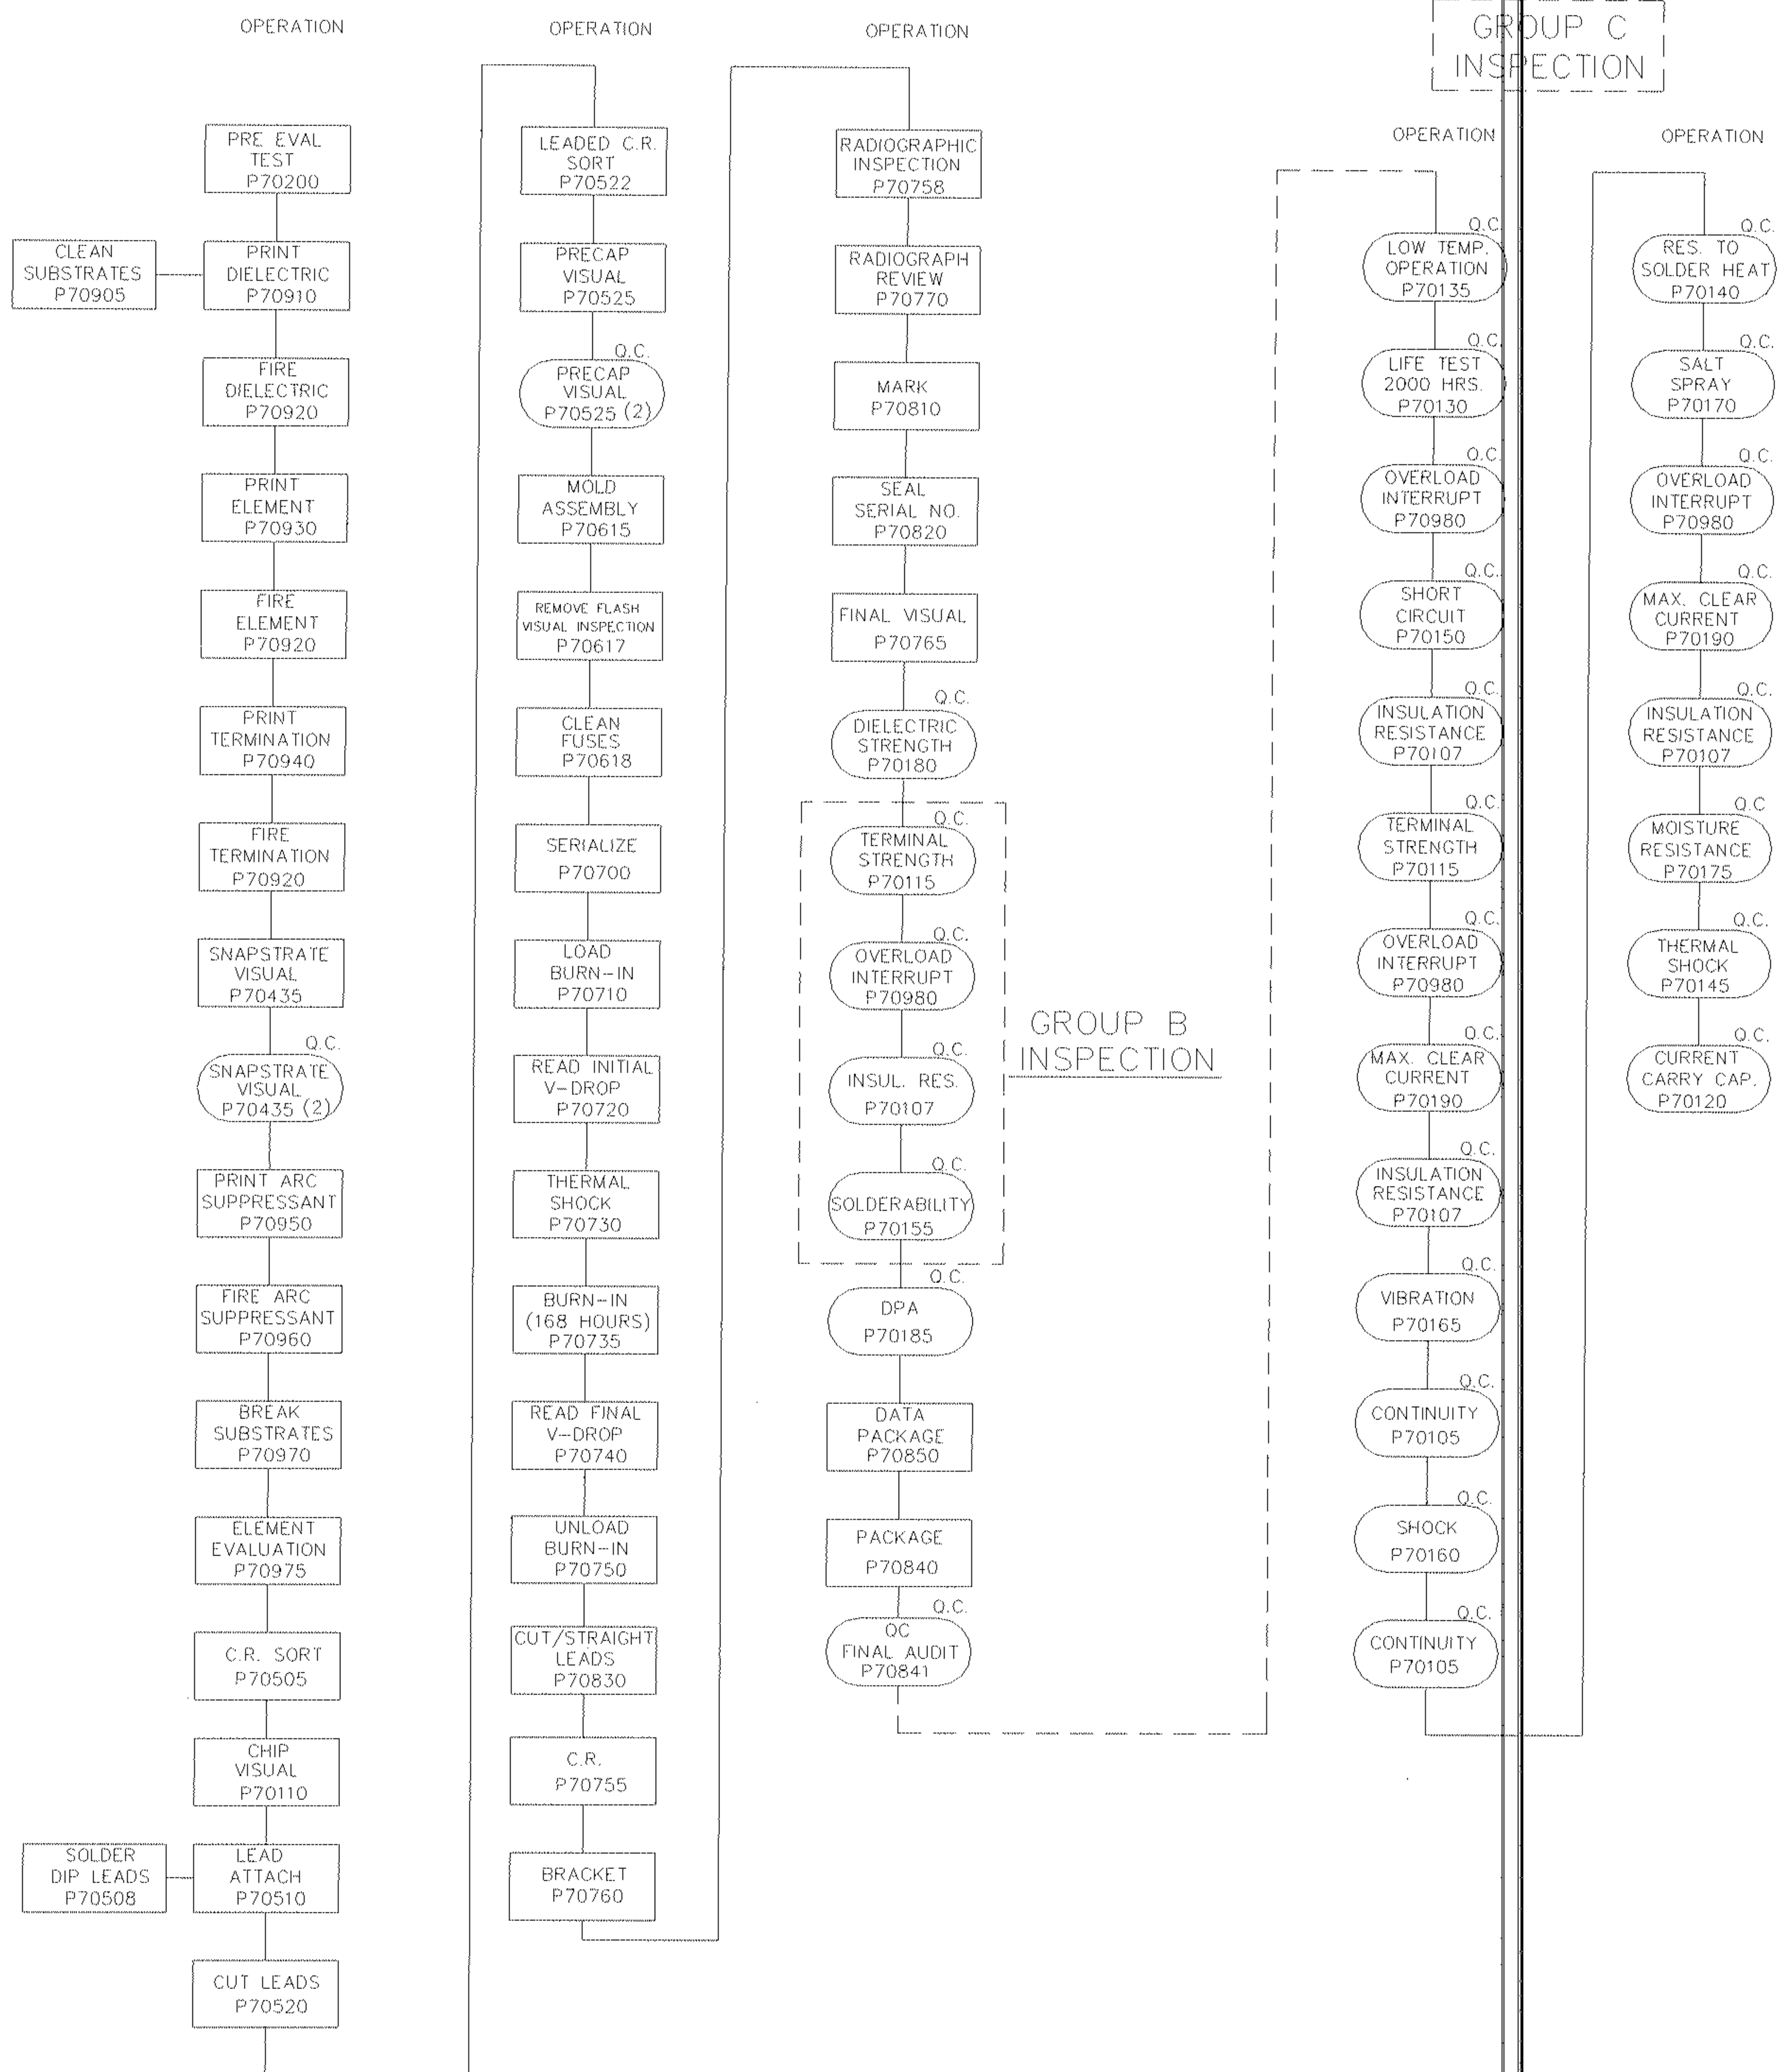 OPERATION
PRE EVAL
TEST
P70200
CLEAN
SUBSTRATES
P70905
PRINT
DIELECTRIC
P70910
FIRE
DIELECTRIC
P70920
PRINT
ELEMENT
P70930
FIRE
ELEMENT
P70920
PRINT
TERMINATION
P70940
FIRE
TERMINATION
P70920
SNAPSTRATE
VISUAL
P70435
Q.C.
SNAPSTRATE
VISUAL
P70435 (2)
PRINT ARC
SUPPRESSANT
P70950
FIRE ARC
SUPPRESSANT
P70960
BREAK
SUBSTRATES
P70970
ELEMENT
EVALUATION
P70975
C.R. SORT
P70505
CHIP
VISUAL
P70110
SOLDER
DIP LEADS
P70508
LEAD
ATTACH
P70510
CUT LEADS
P70520
OPERATION
LEADED C.R.
SORT
P70522
PRECAP
VISUAL
P70525
Q.C.
PRECAP
VISUAL
P70525 (2)
MOLD
ASSEMBLY
P70615
REMOVE FLASH
VISUAL INSPECTION
P70617
CLEAN
FUSES
P70618
SERIALIZE
P70700
LOAD
BURN-IN
P70710
READ INITIAL
V-DROP
P70720
THERMAL
SHOCK
P70730
BURN-IN
(168 HOURS)
P70735
READ FINAL
V-DROP
P70740
UNLOAD
BURN-IN
P70750
CUT/STRAIGHT
LEADS
P70830
C.R.
P70755
BRACKET
P70760
OPERATION
RADIOGRAPHIC
INSPECTION
P70758
RADIOGRAPH
REVIEW
P70770
MARK
P70810
SEAL
SERIAL NO.
P70820
FINAL VISUAL
P70765
Q.C.
DIELECTRIC
STRENGTH
P70180
Q.C.
TERMINAL
STRENGTH
P70115
Q.C.
OVERLOAD
INTERRUPT
P70980
Q.C.
INSUL. RES.
P70107
Q.C.
SOLDERABILITY
P70155
GROUP B
INSPECTION
Q.C.
DPA
P70185
DATA
PACKAGE
P70850
PACKAGE
P70840
Q.C.
QC
FINAL AUDIT
P70841
GROUP C
INSPECTION
OPERATION
Q.C.
LOW TEMP.
OPERATION
P70135
Q.C.
LIFE TEST
2000 HRS.
P70130
Q.C.
OVERLOAD
INTERRUPT
P70980
Q.C.
SHORT
CIRCUIT
P70150
Q.C.
INSULATION
RESISTANCE
P70107
Q.C.
TERMINAL
STRENGTH
P70115
Q.C.
OVERLOAD
INTERRUPT
P70980
Q.C.
MAX. CLEAR
CURRENT
P70190
Q.C.
INSULATION
RESISTANCE
P70107
Q.C.
VIBRATION
P70165
Q.C.
CONTINUITY
P70105
Q.C.
SHOCK
P70160
Q.C.
CONTINUITY
P70105
OPERATION
Q.C.
RES. TO
SOLDER HEAT
P70140
Q.C.
SALT
SPRAY
P70170
Q.C.
OVERLOAD
INTERRUPT
P70980
Q.C.
MAX. CLEAR
CURRENT
P70190
Q.C.
INSULATION
RESISTANCE
P70107
Q.C
MOISTURE
RESISTANCE
P70175
Q.C.
THERMAL
SHOCK
P70145
Q.C.
CURRENT
CARRY CAP.
P70120